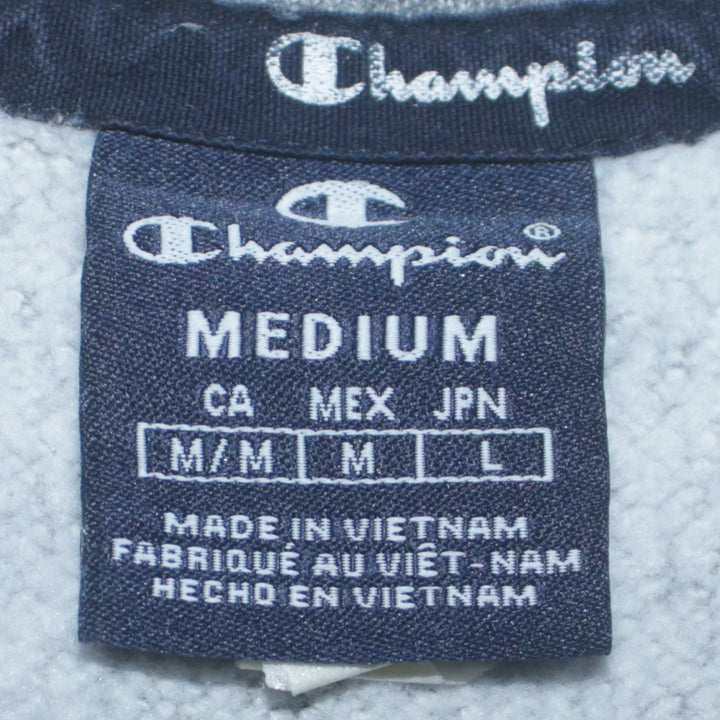 Champion
Champion®
MEDIUM
CA MEX JPN
M/M M L
MADE IN VIETNAM
FABRIQUÉ AU VIÊT-NAM
HECHO EN VIETNAM